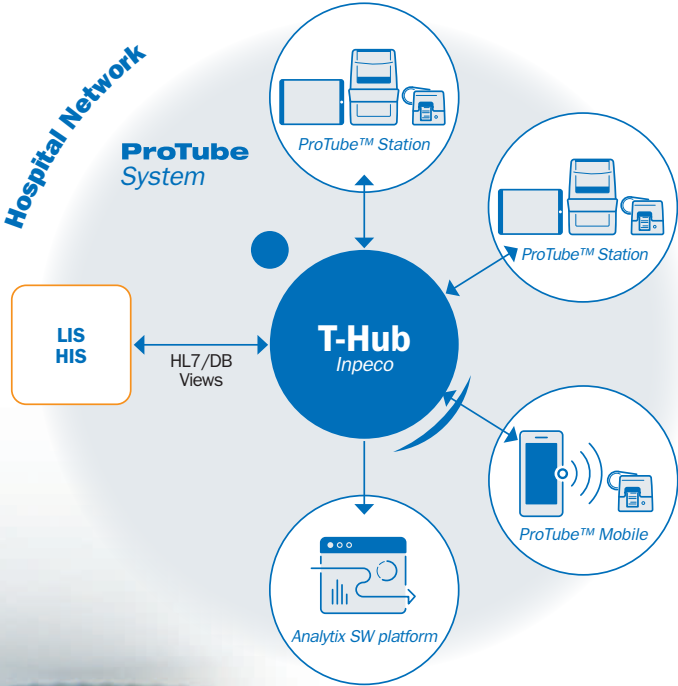 Hospital Network
ProTube
System
ProTube™ Station
ProTube™ Station
LIS
HIS
HL7/DB
Views
T-Hub
Inpeco
ProTube™ Mobile
Analytix SW platform